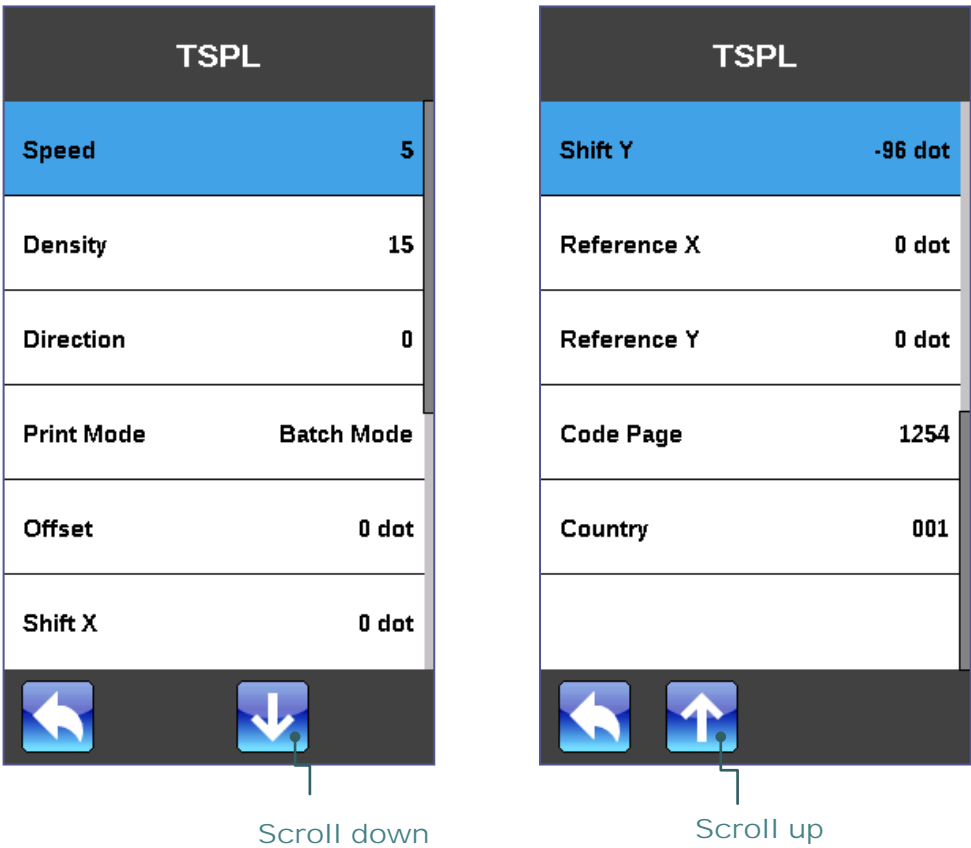 TSPL
Speed 5
Density 15
Direction 0
Print Mode Batch Mode
Offset 0 dot
Shift X 0 dot
Scroll down
TSPL
Shift Y -96 dot
Reference X 0 dot
Reference Y 0 dot
Code Page 1254
Country 001
Scroll up